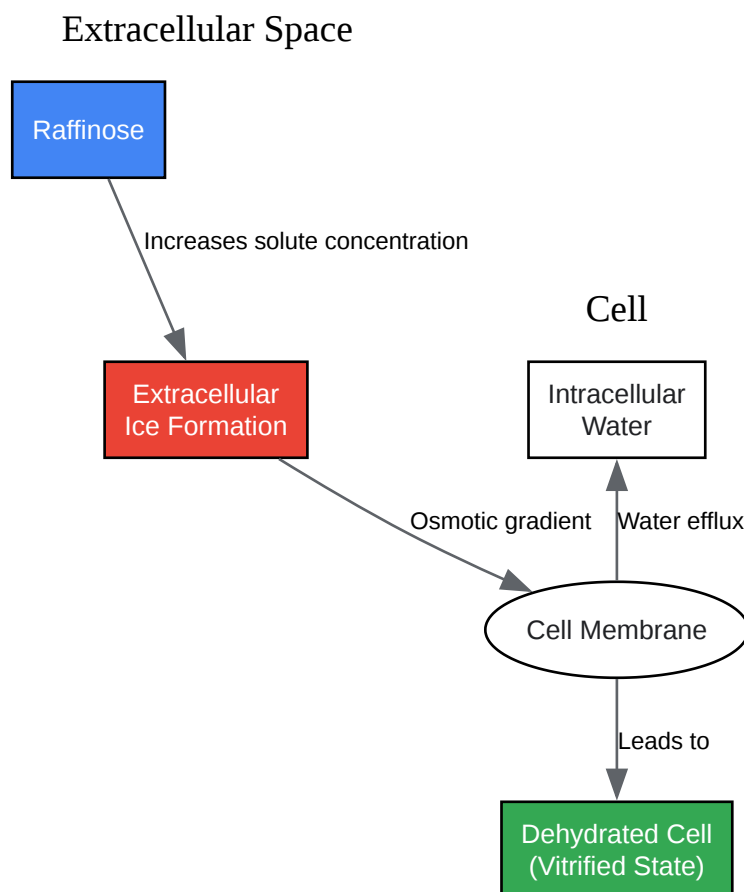 Extracellular Space
Raffinose
Increases solute concentration
Cell
Extracellular
Ice Formation
Intracellular
Water
Osmotic gradient
Water efflux
Cell Membrane
Leads to
Dehydrated Cell
(Vitrified State)